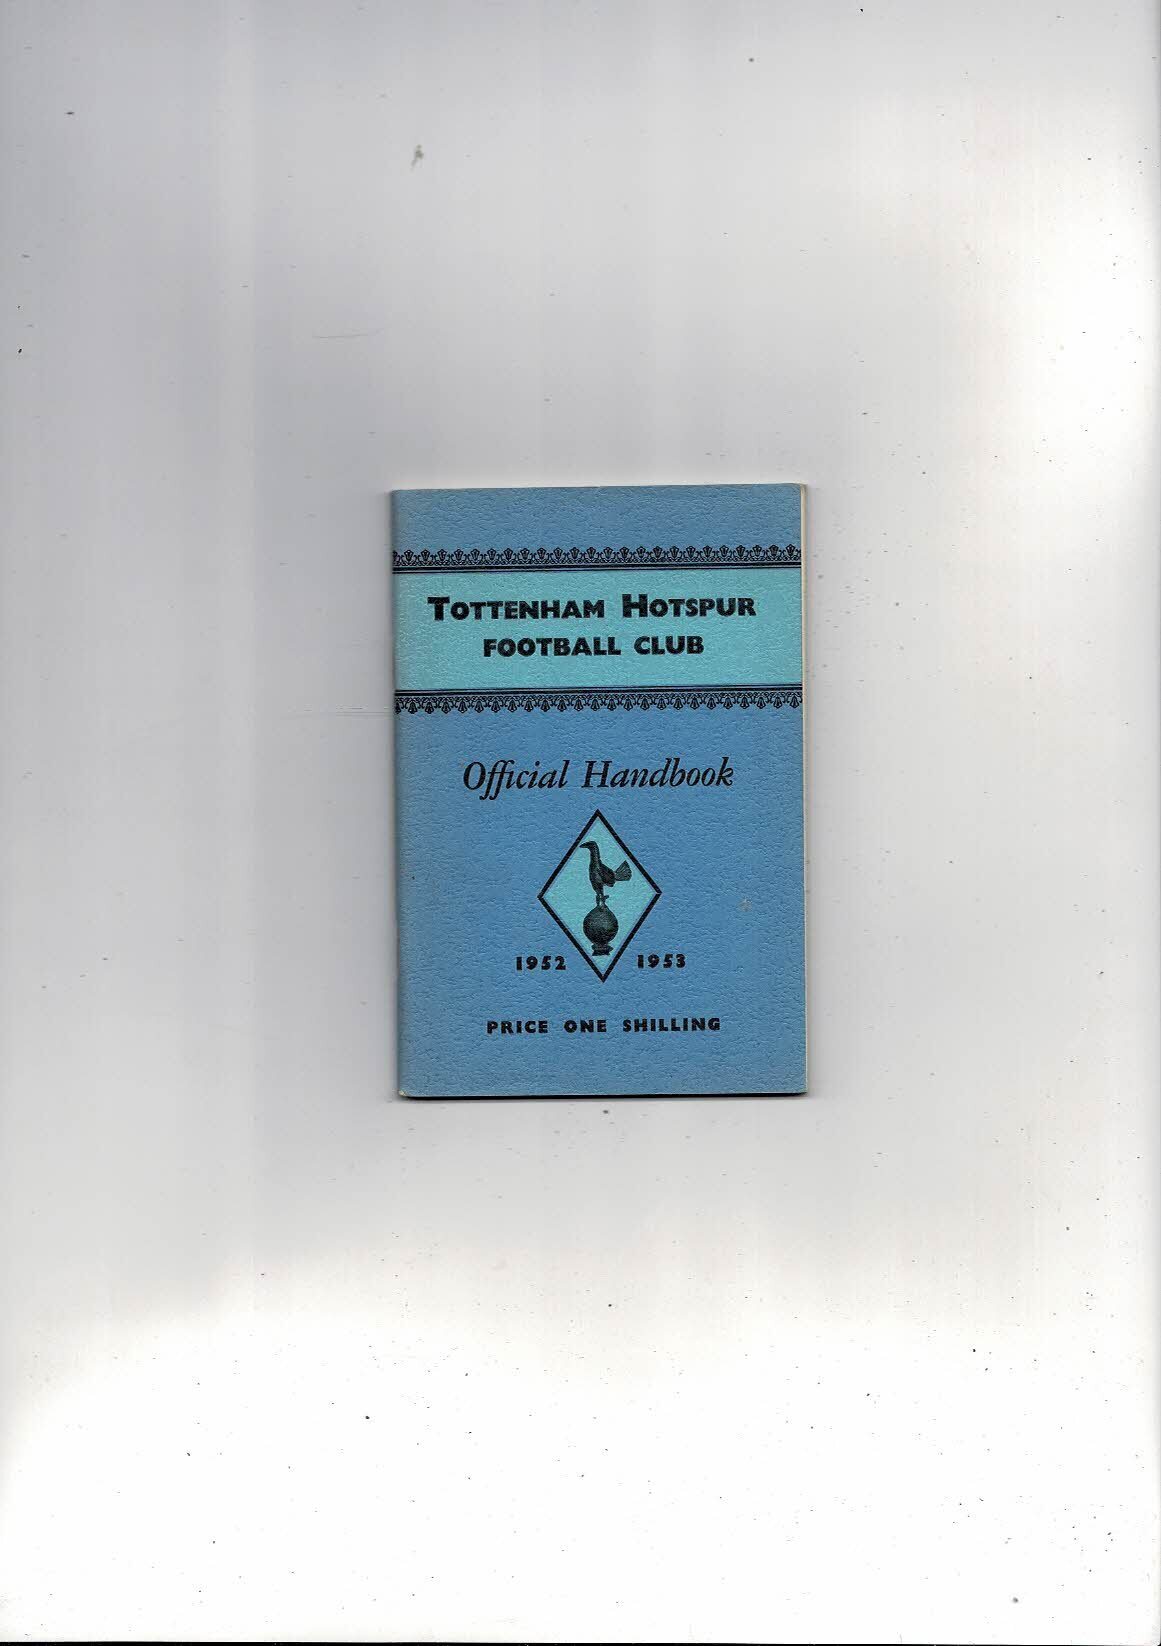 TOTTENHAM HOTSPUR
FOOTBALL CLUB
Official Handbook
1952 1953
PRICE ONE SHILLING